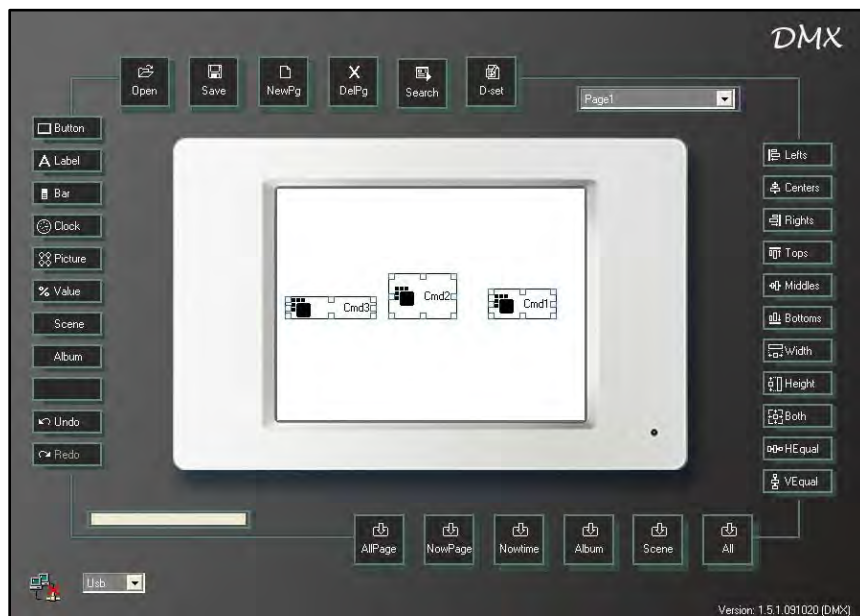 DMX
Open
Save
NewPg
DelPg
Search
D-set
Page1
Button
Label
Bar
Clock
Picture
Value
Scene
Album
Undo
Redo
Cmd3
Cmd2
Cmd1
Lefts
Centers
Rights
Tops
Middles
Bottoms
Width
Height
Both
HEqual
VEqual
AllPage
NowPage
Nowtime
Album
Scene
All
Usb
Version: 1.5.1.091020 (DMX)